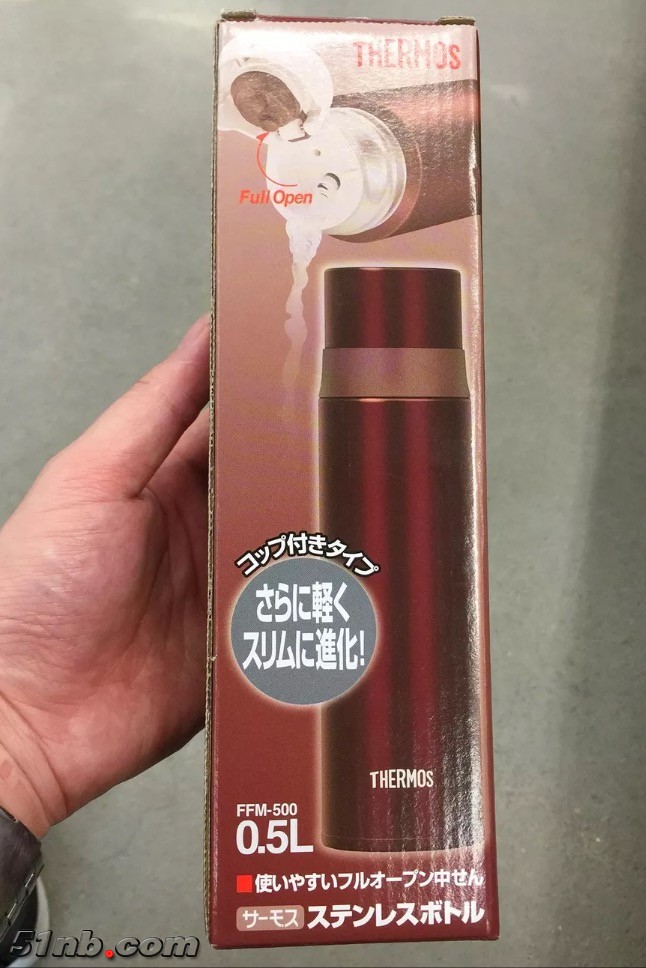 THERMOS
Full Open
コップ付きタイプ
さらに軽く
スリムに進化!
THERMOS
FFM-500
0.5L
■使いやすいフルオープン中せん
サーモス ステンレスボトル
51nb.com